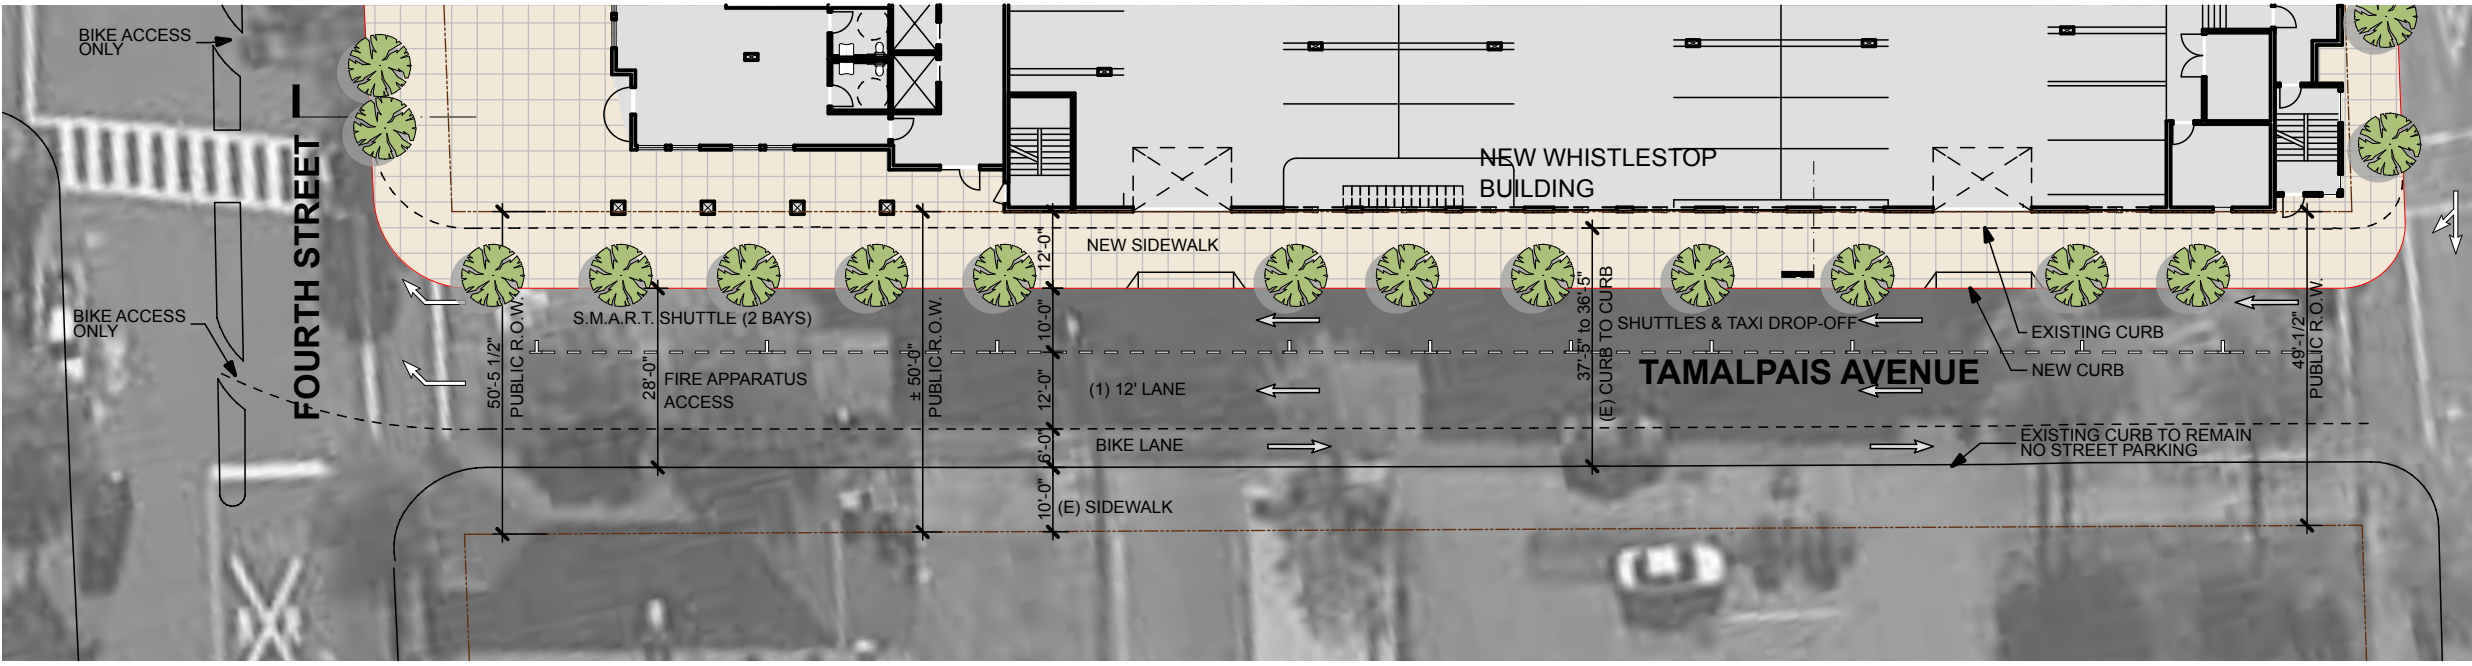 BIKE ACCESS
ONLY
FOURTH STREET
BIKE ACCESS
ONLY
NEW WHISTLESTOP
BUILDING
NEW SIDEWALK
12'-0"
S.M.A.R.T. SHUTTLE (2 BAYS)
10'-0"
SHUTTLES & TAXI DROP-OFF
EXISTING CURB
NEW CURB
TAMALPAIS AVENUE
50'-5 1/2"
PUBLIC R.O.W.
28'-0"
FIRE APPARATUS
ACCESS
± 50'-0"
PUBLIC R.O.W.
12'-0"
(1) 12' LANE
37'-5" to 36'-5"
(E) CURB TO CURB
49'-1/2"
PUBLIC R.O.W.
6'-0"
BIKE LANE
EXISTING CURB TO REMAIN
NO STREET PARKING
10'-0"
(E) SIDEWALK